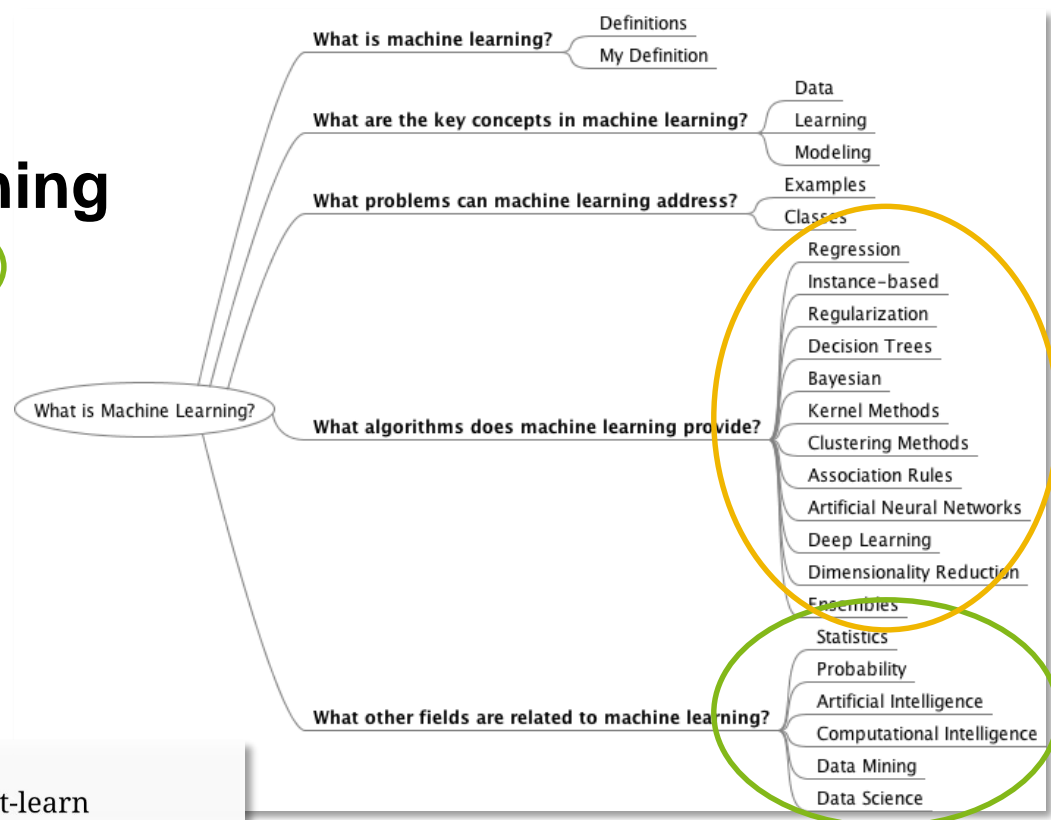 ning
What is Machine Learning?
What is machine learning?
Definitions
My Definition
What are the key concepts in machine learning?
Data
Learning
Modeling
What problems can machine learning address?
Examples
Classes
What algorithms does machine learning provide?
Regression
Instance-based
Regularization
Decision Trees
Bayesian
Kernel Methods
Clustering Methods
Association Rules
Artificial Neural Networks
Deep Learning
Dimensionality Reduction
Ensembles
What other fields are related to machine learning?
Statistics
Probability
Artificial Intelligence
Computational Intelligence
Data Mining
Data Science
t-learn